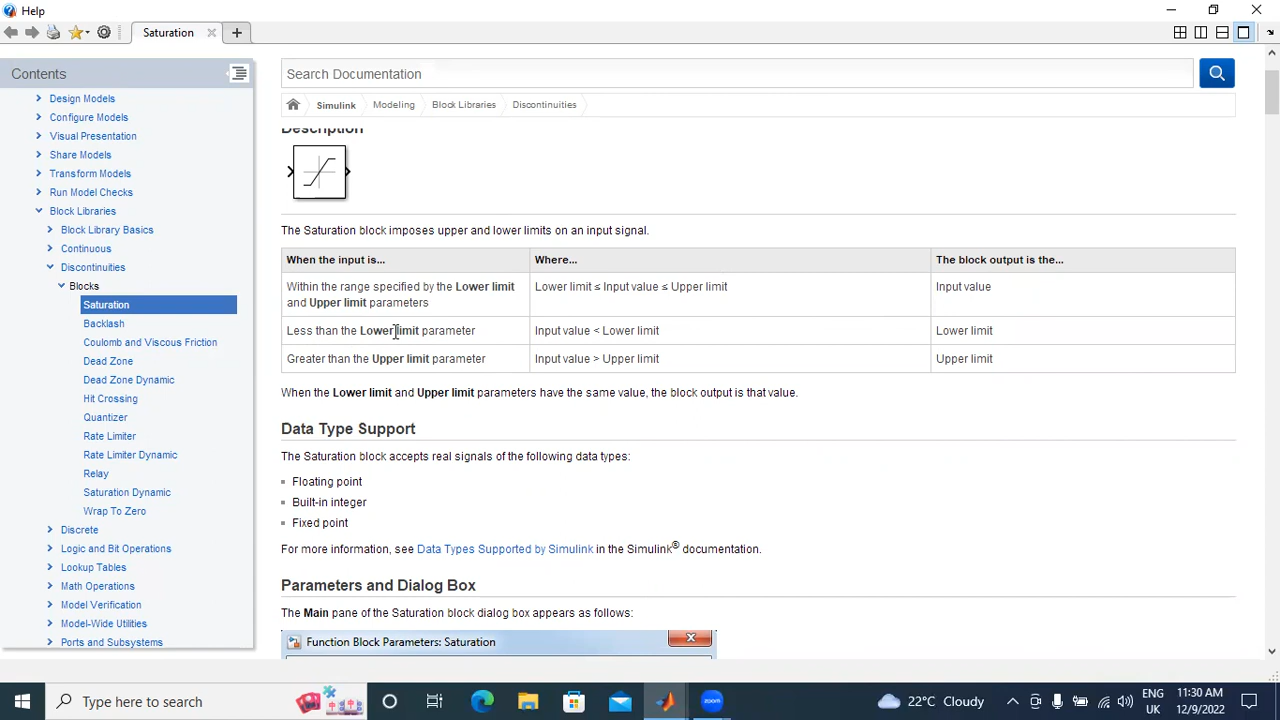 Help
Saturation
Contents
Design Models
Configure Models
Visual Presentation
Share Models
Transform Models
Run Model Checks
Block Libraries
Block Library Basics
Continuous
Discontinuities
Blocks
Saturation
Backlash
Coulomb and Viscous Friction
Dead Zone
Dead Zone Dynamic
Hit Crossing
Quantizer
Rate Limiter
Rate Limiter Dynamic
Relay
Saturation Dynamic
Wrap To Zero
Discrete
Logic and Bit Operations
Lookup Tables
Math Operations
Model Verification
Model-Wide Utilities
Ports and Subsystems
Search Documentation
Simulink Modeling Block Libraries Discontinuities
Description
The Saturation block imposes upper and lower limits on an input signal.
When the input is... Where... The block output is the...
Within the range specified by the Lower limit
and Upper limit parameters
Lower limit ≤ Input value ≤ Upper limit
Input value
Less than the Lower limit parameter Input value < Lower limit Lower limit
Greater than the Upper limit parameter Input value > Upper limit Upper limit
When the Lower limit and Upper limit parameters have the same value, the block output is that value.
Data Type Support
The Saturation block accepts real signals of the following data types:
Floating point
Built-in integer
Fixed point
For more information, see Data Types Supported by Simulink in the Simulink® documentation.
Parameters and Dialog Box
The Main pane of the Saturation block dialog box appears as follows:
Function Block Parameters: Saturation
Type here to search
zoom
22°C Cloudy
ENG
UK
11:30 AM
12/9/2022